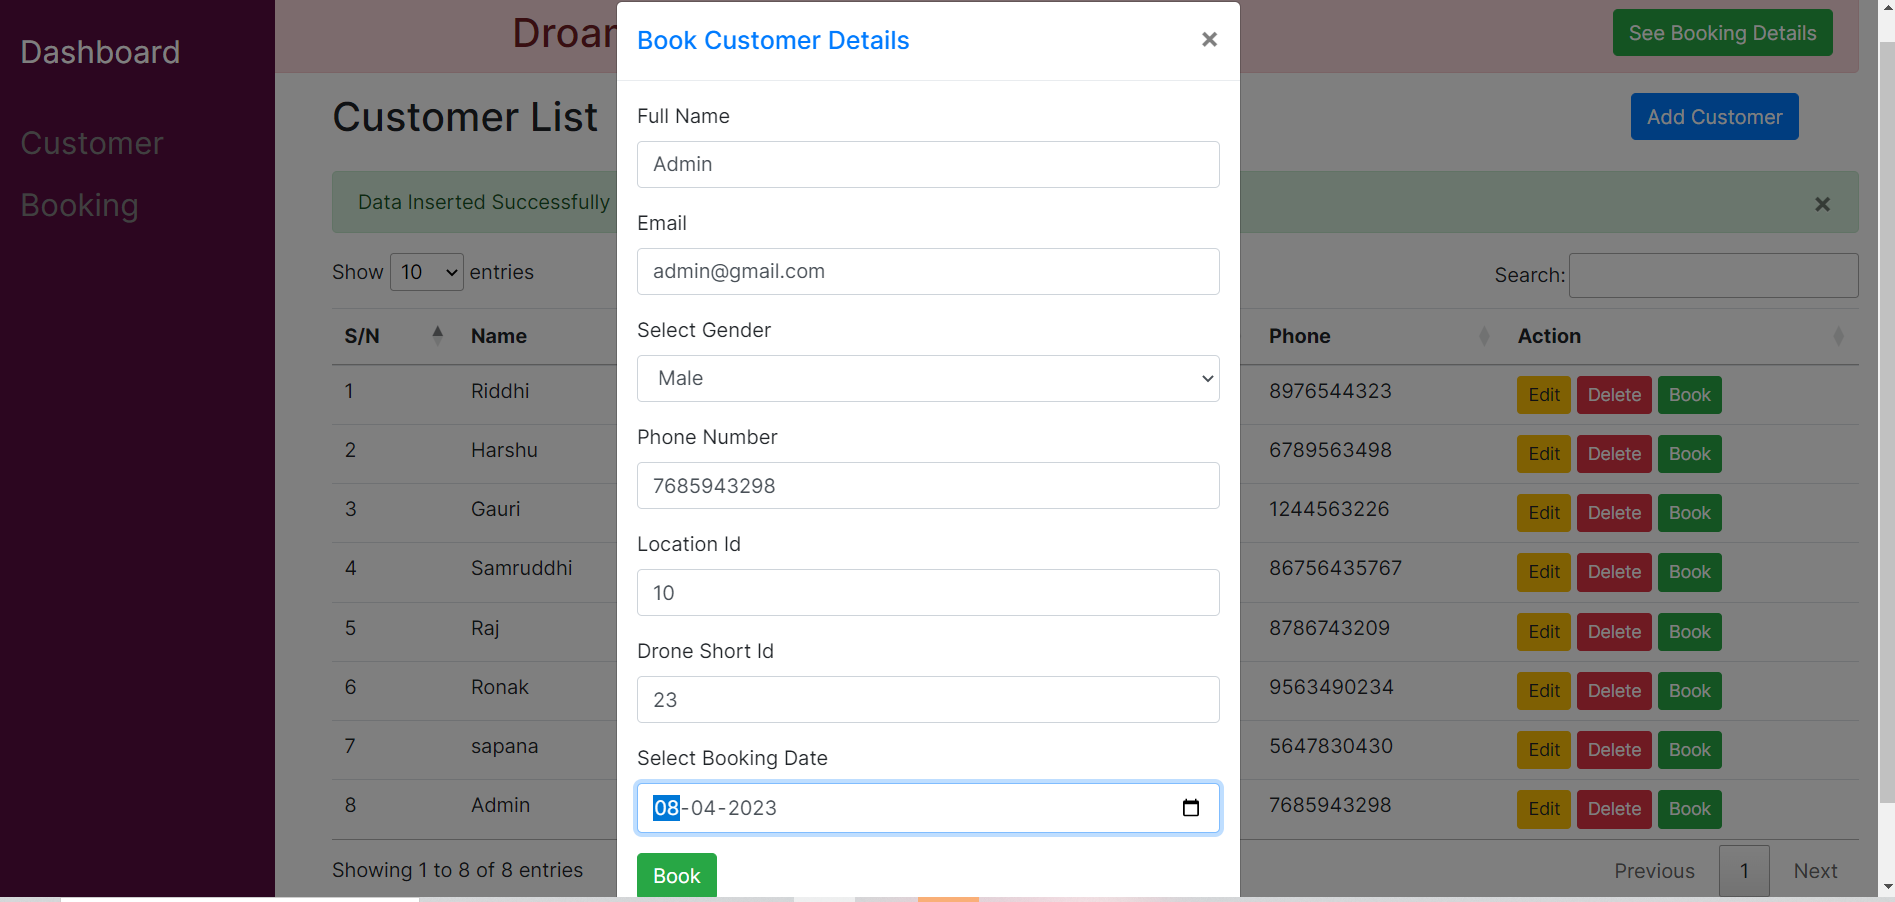 Dashboard
Customer
Booking
See Booking Details
Customer List
Add Customer
Data Inserted Successfully
×
Show 10 entries
Search:
S/N Name Phone Action
1 Riddhi 8976544323 Edit Delete Book
2 Harshu 6789563498 Edit Delete Book
3 Gauri 1244563226 Edit Delete Book
4 Samruddhi 86756435767 Edit Delete Book
5 Raj 8786743209 Edit Delete Book
6 Ronak 9563490234 Edit Delete Book
7 sapana 5647830430 Edit Delete Book
8 Admin 7685943298 Edit Delete Book
Showing 1 to 8 of 8 entries
Previous 1 Next
Book Customer Details ×
Full Name
Admin
Email
admin@gmail.com
Select Gender
Male
Phone Number
7685943298
Location Id
10
Drone Short Id
23
Select Booking Date
08-04-2023
Book